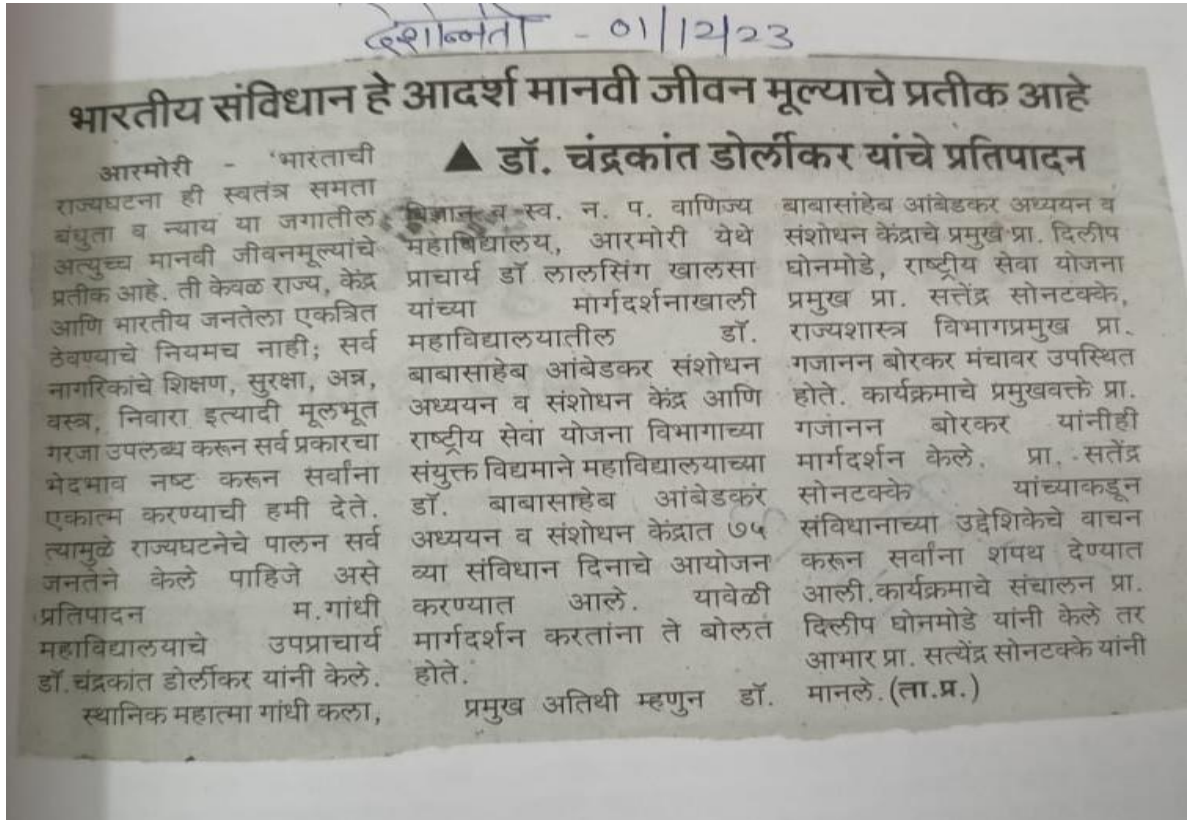 देशोन्नती - 01/12/23
भारतीय संविधान हे आदर्श मानवी जीवन मूल्याचे प्रतीक आहे
▲ डॉ. चंद्रकांत डोर्लीकर यांचे प्रतिपादन
आरमोरी - 'भारताची
राज्यघटना ही स्वतंत्र समता
बंधुता व न्याय या जगातील
अत्युच्च मानवी जीवनमूल्यांचे
प्रतीक आहे. ती केवळ राज्य, केंद्र
आणि भारतीय जनतेला एकत्रित
ठेवण्याचे नियमच नाही; सर्व
नागरिकांचे शिक्षण, सुरक्षा, अन्न,
वस्त्र, निवारा इत्यादी मूलभूत
गरजा उपलब्ध करून सर्व प्रकारचा
भेदभाव नष्ट करून सर्वांना
एकात्म करण्याची हमी देते.
त्यामुळे राज्यघटनेचे पालन सर्व
जनतेने केले पाहिजे असे
प्रतिपादन म.गांधी
महाविद्यालयाचे उपप्राचार्य
डॉ.चंद्रकांत डोर्लीकर यांनी केले.
स्थानिक महात्मा गांधी कला,
विज्ञान व स्व. न. प. वाणिज्य
महाविद्यालय, आरमोरी येथे
प्राचार्य डॉ लालसिंग खालसा
यांच्या मार्गदर्शनाखाली
महाविद्यालयातील डॉ.
बाबासाहेब आंबेडकर संशोधन
अध्ययन व संशोधन केंद्र आणि
राष्ट्रीय सेवा योजना विभागाच्या
संयुक्त विद्यमाने महाविद्यालयाच्या
डॉ. बाबासाहेब आंबेडकर
अध्ययन व संशोधन केंद्रात ७५
व्या संविधान दिनाचे आयोजन
करण्यात आले. यावेळी
मार्गदर्शन करतांना ते बोलत
होते.
प्रमुख अतिथी म्हणुन डॉ.
बाबासाहेब आंबेडकर अध्ययन व
संशोधन केंद्राचे प्रमुख प्रा. दिलीप
घोनमोडे, राष्ट्रीय सेवा योजना
प्रमुख प्रा. सत्तेंद्र सोनटक्के,
राज्यशास्त्र विभागप्रमुख प्रा.
गजानन बोरकर मंचावर उपस्थित
होते. कार्यक्रमाचे प्रमुखवक्ते प्रा.
गजानन बोरकर यांनीही
मार्गदर्शन केले. प्रा. सतेंद्र
सोनटक्के यांच्याकडून
संविधानाच्या उद्देशिकेचे वाचन
करून सर्वांना शपथ देण्यात
आली.कार्यक्रमाचे संचालन प्रा.
दिलीप घोनमोडे यांनी केले तर
आभार प्रा. सत्येंद्र सोनटक्के यांनी
मानले. (ता.प्र.)